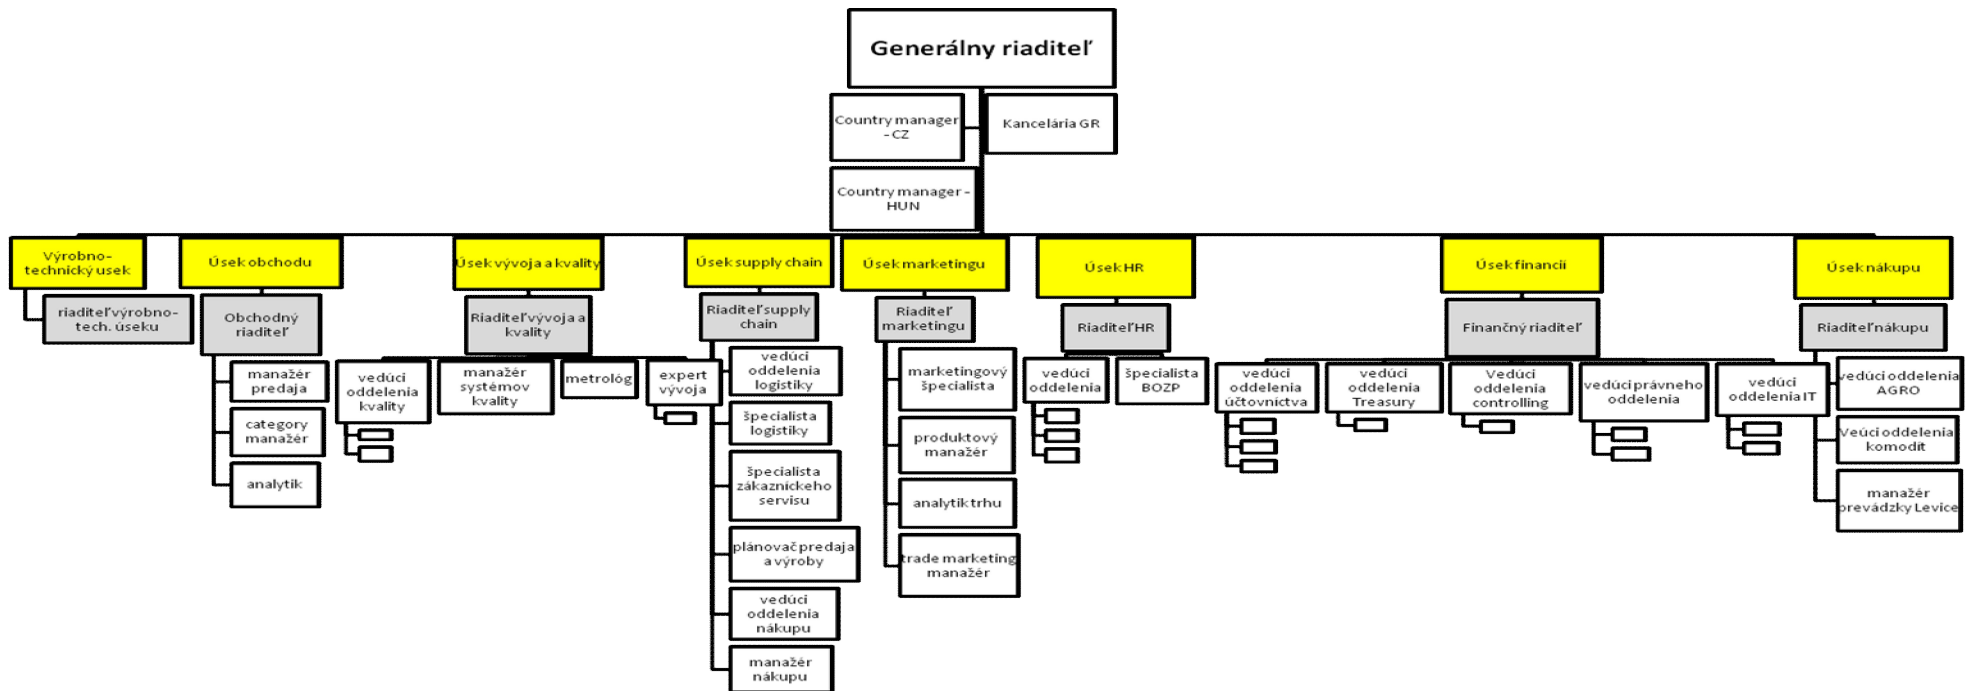 Generálny riaditeľ
Country manager
- CZ
Kancelária GR
Country manager -
HUN
Výrobno-
technický usek
riaditeľ výrobno-
tech. úseku
Úsek obchodu
Obchodný
riaditeľ
manažér
predaja
category
manažér
analytik
Úsek vývoja a kvality
Riaditeľ vývoja a
kvality
vedúci
oddelenia
kvality
manažér
systémov
kvality
metrológ
expert
vývoja
Úsek supply chain
Riaditeľ supply
chain
vedúci
oddelenia
logistiky
špecialista
logistiky
špecialista
zákazníckeho
servisu
plánovač predaja
a výroby
vedúci
oddelenia
nákupu
manažér
nákupu
Úsek marketingu
Riaditeľ
marketingu
marketingový
špecialista
produktový
manažér
analytik trhu
trade marketing
manažér
Úsek HR
Riaditeľ HR
vedúci
oddelenia
špecialista
BOZP
Úsek financií
Finančný riaditeľ
vedúci
oddelenia
účtovníctva
vedúci
oddelenia
Treasury
Vedúci
oddelenia
controlling
vedúci právneho
oddelenia
vedúci
oddelenia IT
Úsek nákupu
Riaditeľ nákupu
vedúci oddelenia
AGRO
Veúci oddelenia
komodít
manažér
prevádzky Levice